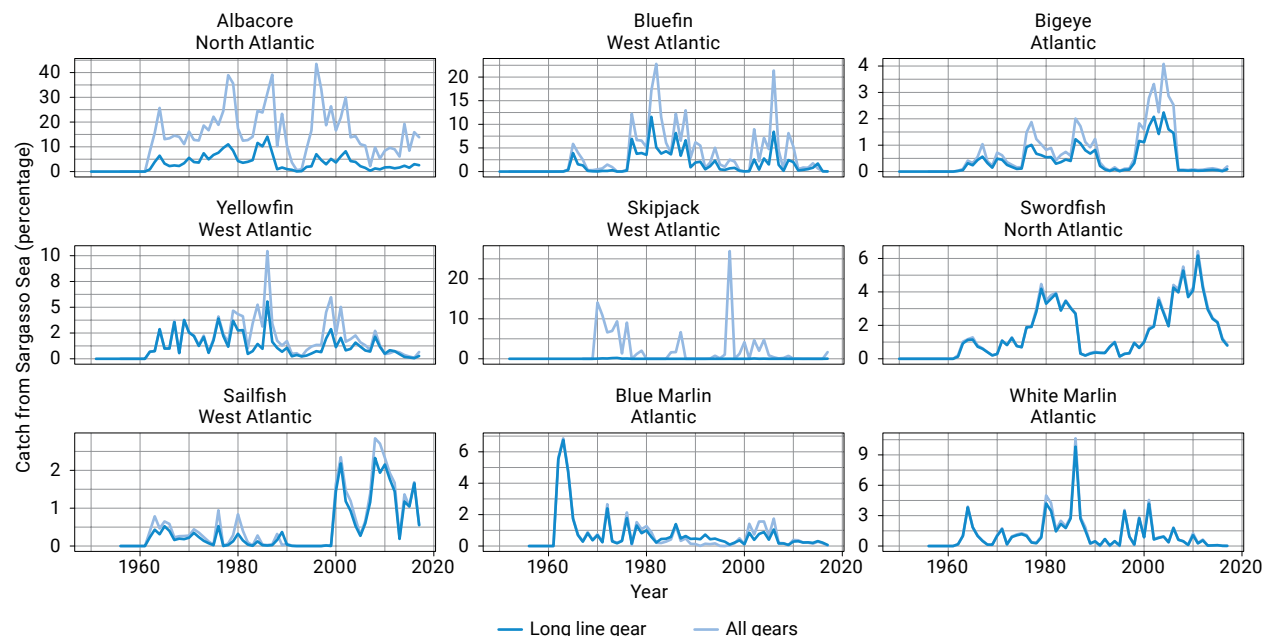 Albacore
North Atlantic
Bluefin
West Atlantic
Bigeye
Atlantic
40
30
20
10
0
20
15
10
5
0
4
3
2
1
0
Yellowfin
West Atlantic
Skipjack
West Atlantic
Swordfish
North Atlantic
10
8
5
2
0
20
10
0
6
4
2
0
Catch from Sargasso Sea (percentage)
Sailfish
West Atlantic
Blue Marlin
Atlantic
White Marlin
Atlantic
2
1
0
6
4
2
0
9
6
3
0
1960 1980 2000 2020
1960 1980 2000 2020
1960 1980 2000 2020
Year
Long line gear
All gears